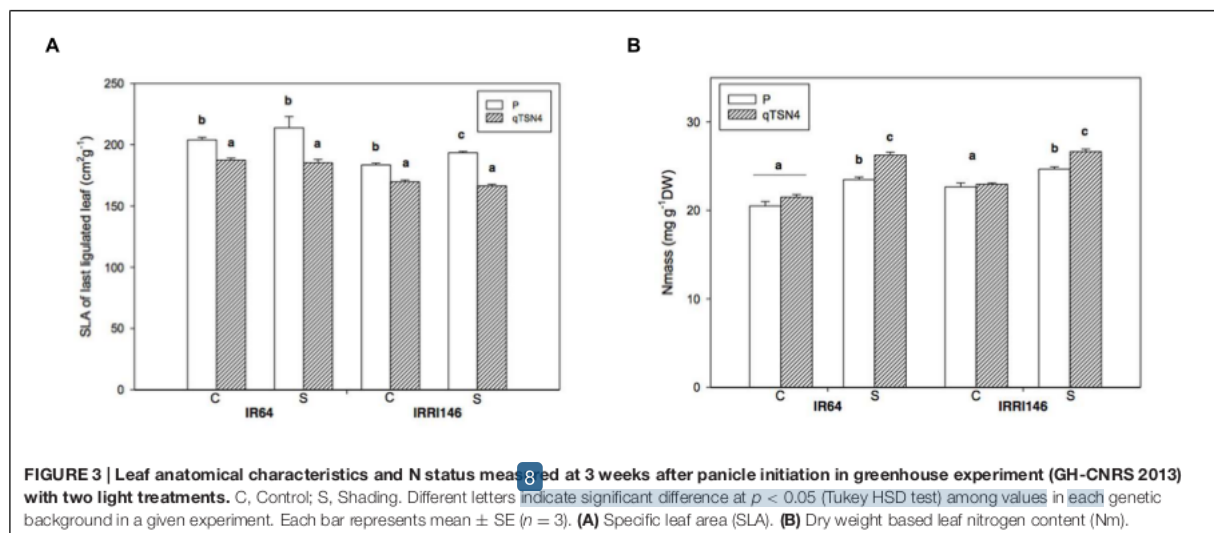 A
B
250
200
150
100
50
0
SLA of last ligulated leaf (cm²g⁻¹)
P
qTSN4
b
a
b
a
b
a
c
a
C
S
C
S
IR64
IRRI146
30
20
10
0
Nmass (mg g⁻¹DW)
P
qTSN4
a
b
c
a
b
c
C
S
C
S
IR64
IRRI146
8
FIGURE 3 | Leaf anatomical characteristics and N status measured at 3 weeks after panicle initiation in greenhouse experiment (GH-CNRS 2013)
with two light treatments. C, Control; S, Shading. Different letters indicate significant difference at p < 0.05 (Tukey HSD test) among values in each genetic
background in a given experiment. Each bar represents mean ± SE (n = 3). (A) Specific leaf area (SLA). (B) Dry weight based leaf nitrogen content (Nm).